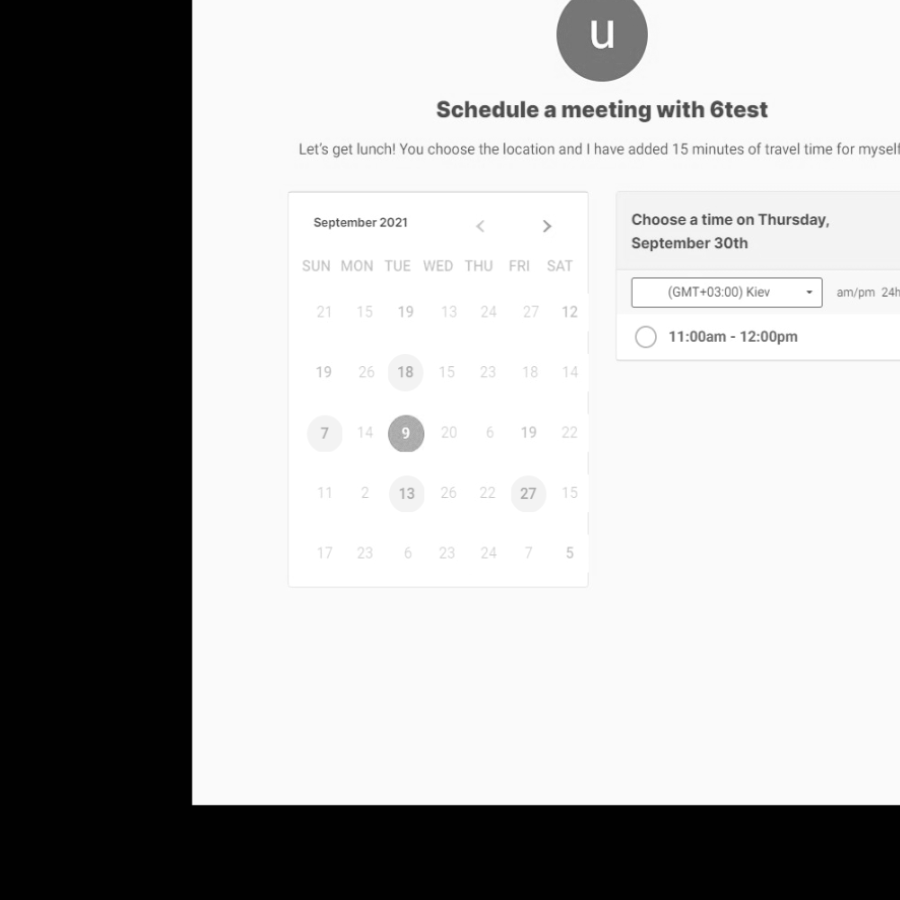 u
Schedule a meeting with 6test
Let's get lunch! You choose the location and I have added 15 minutes of travel time for myself
September 2021
SUN MON TUE WED THU FRI SAT
21 15 19 13 24 27 12
19 26 18 15 23 18 14
7 14 9 20 6 19 22
11 2 13 26 22 27 15
17 23 6 23 24 7 5
Choose a time on Thursday,
September 30th
(GMT+03:00) Kiev
am/pm 24h
11:00am - 12:00pm